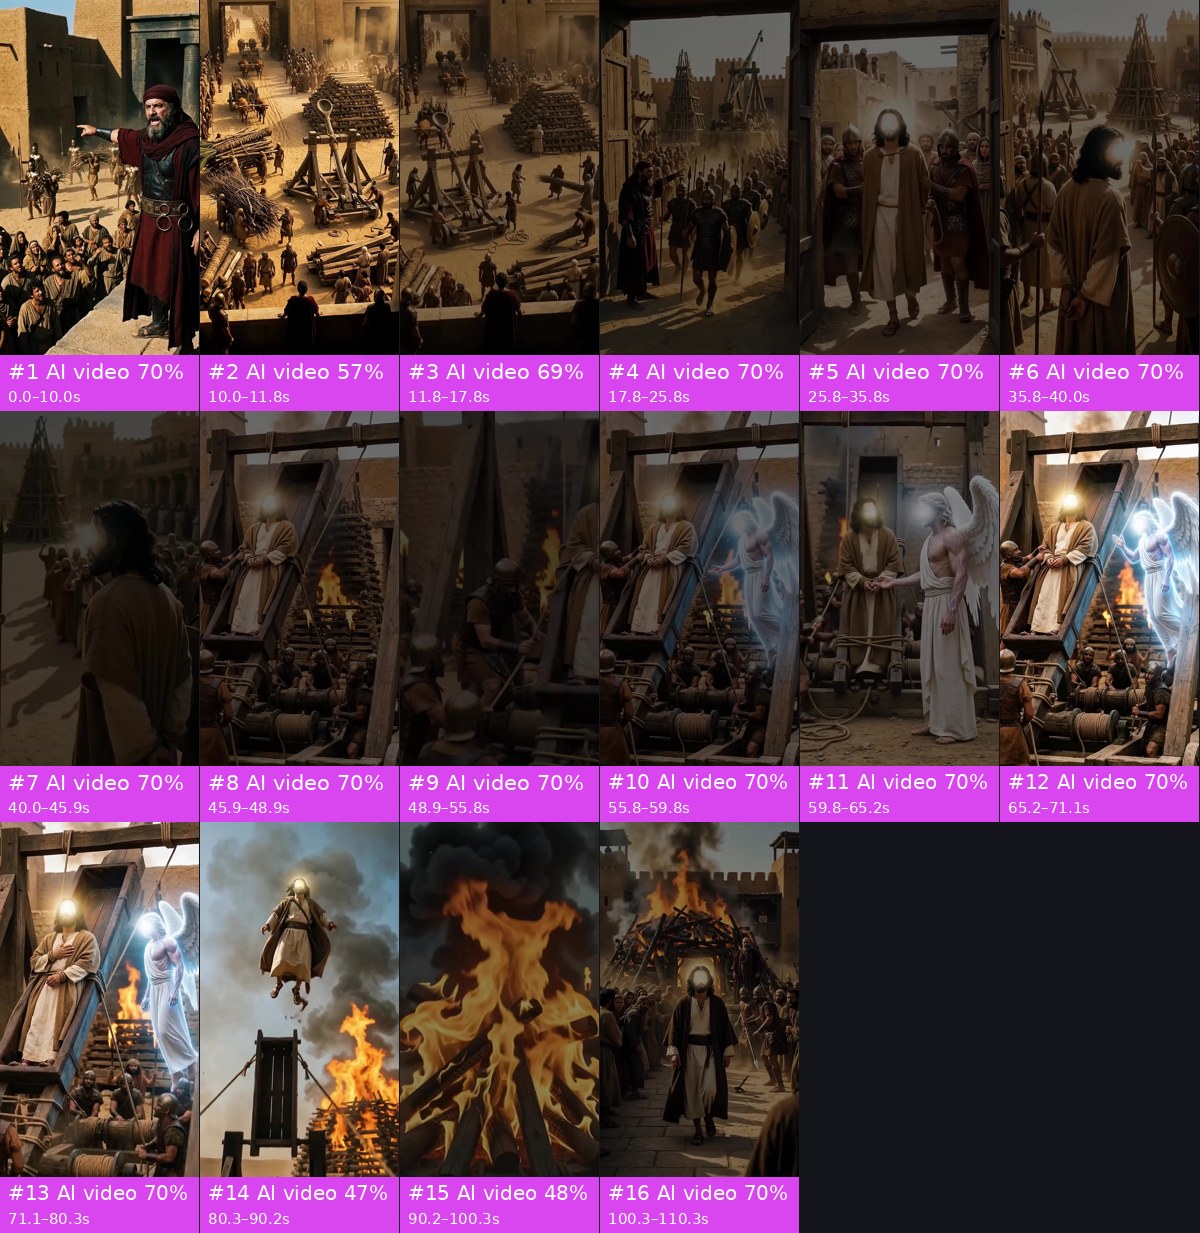 #1 AI video 70%
0.0–10.0s
#2 AI video 57%
10.0–11.8s
#3 AI video 69%
11.8–17.8s
#4 AI video 70%
17.8–25.8s
#5 AI video 70%
25.8–35.8s
#6 AI video 70%
35.8–40.0s
#7 AI video 70%
40.0–45.9s
#8 AI video 70%
45.9–48.9s
#9 AI video 70%
48.9–55.8s
#10 AI video 70%
55.8–59.8s
#11 AI video 70%
59.8–65.2s
#12 AI video 70%
65.2–71.1s
#13 AI video 70%
71.1–80.3s
#14 AI video 47%
80.3–90.2s
#15 AI video 48%
90.2–100.3s
#16 AI video 70%
100.3–110.3s